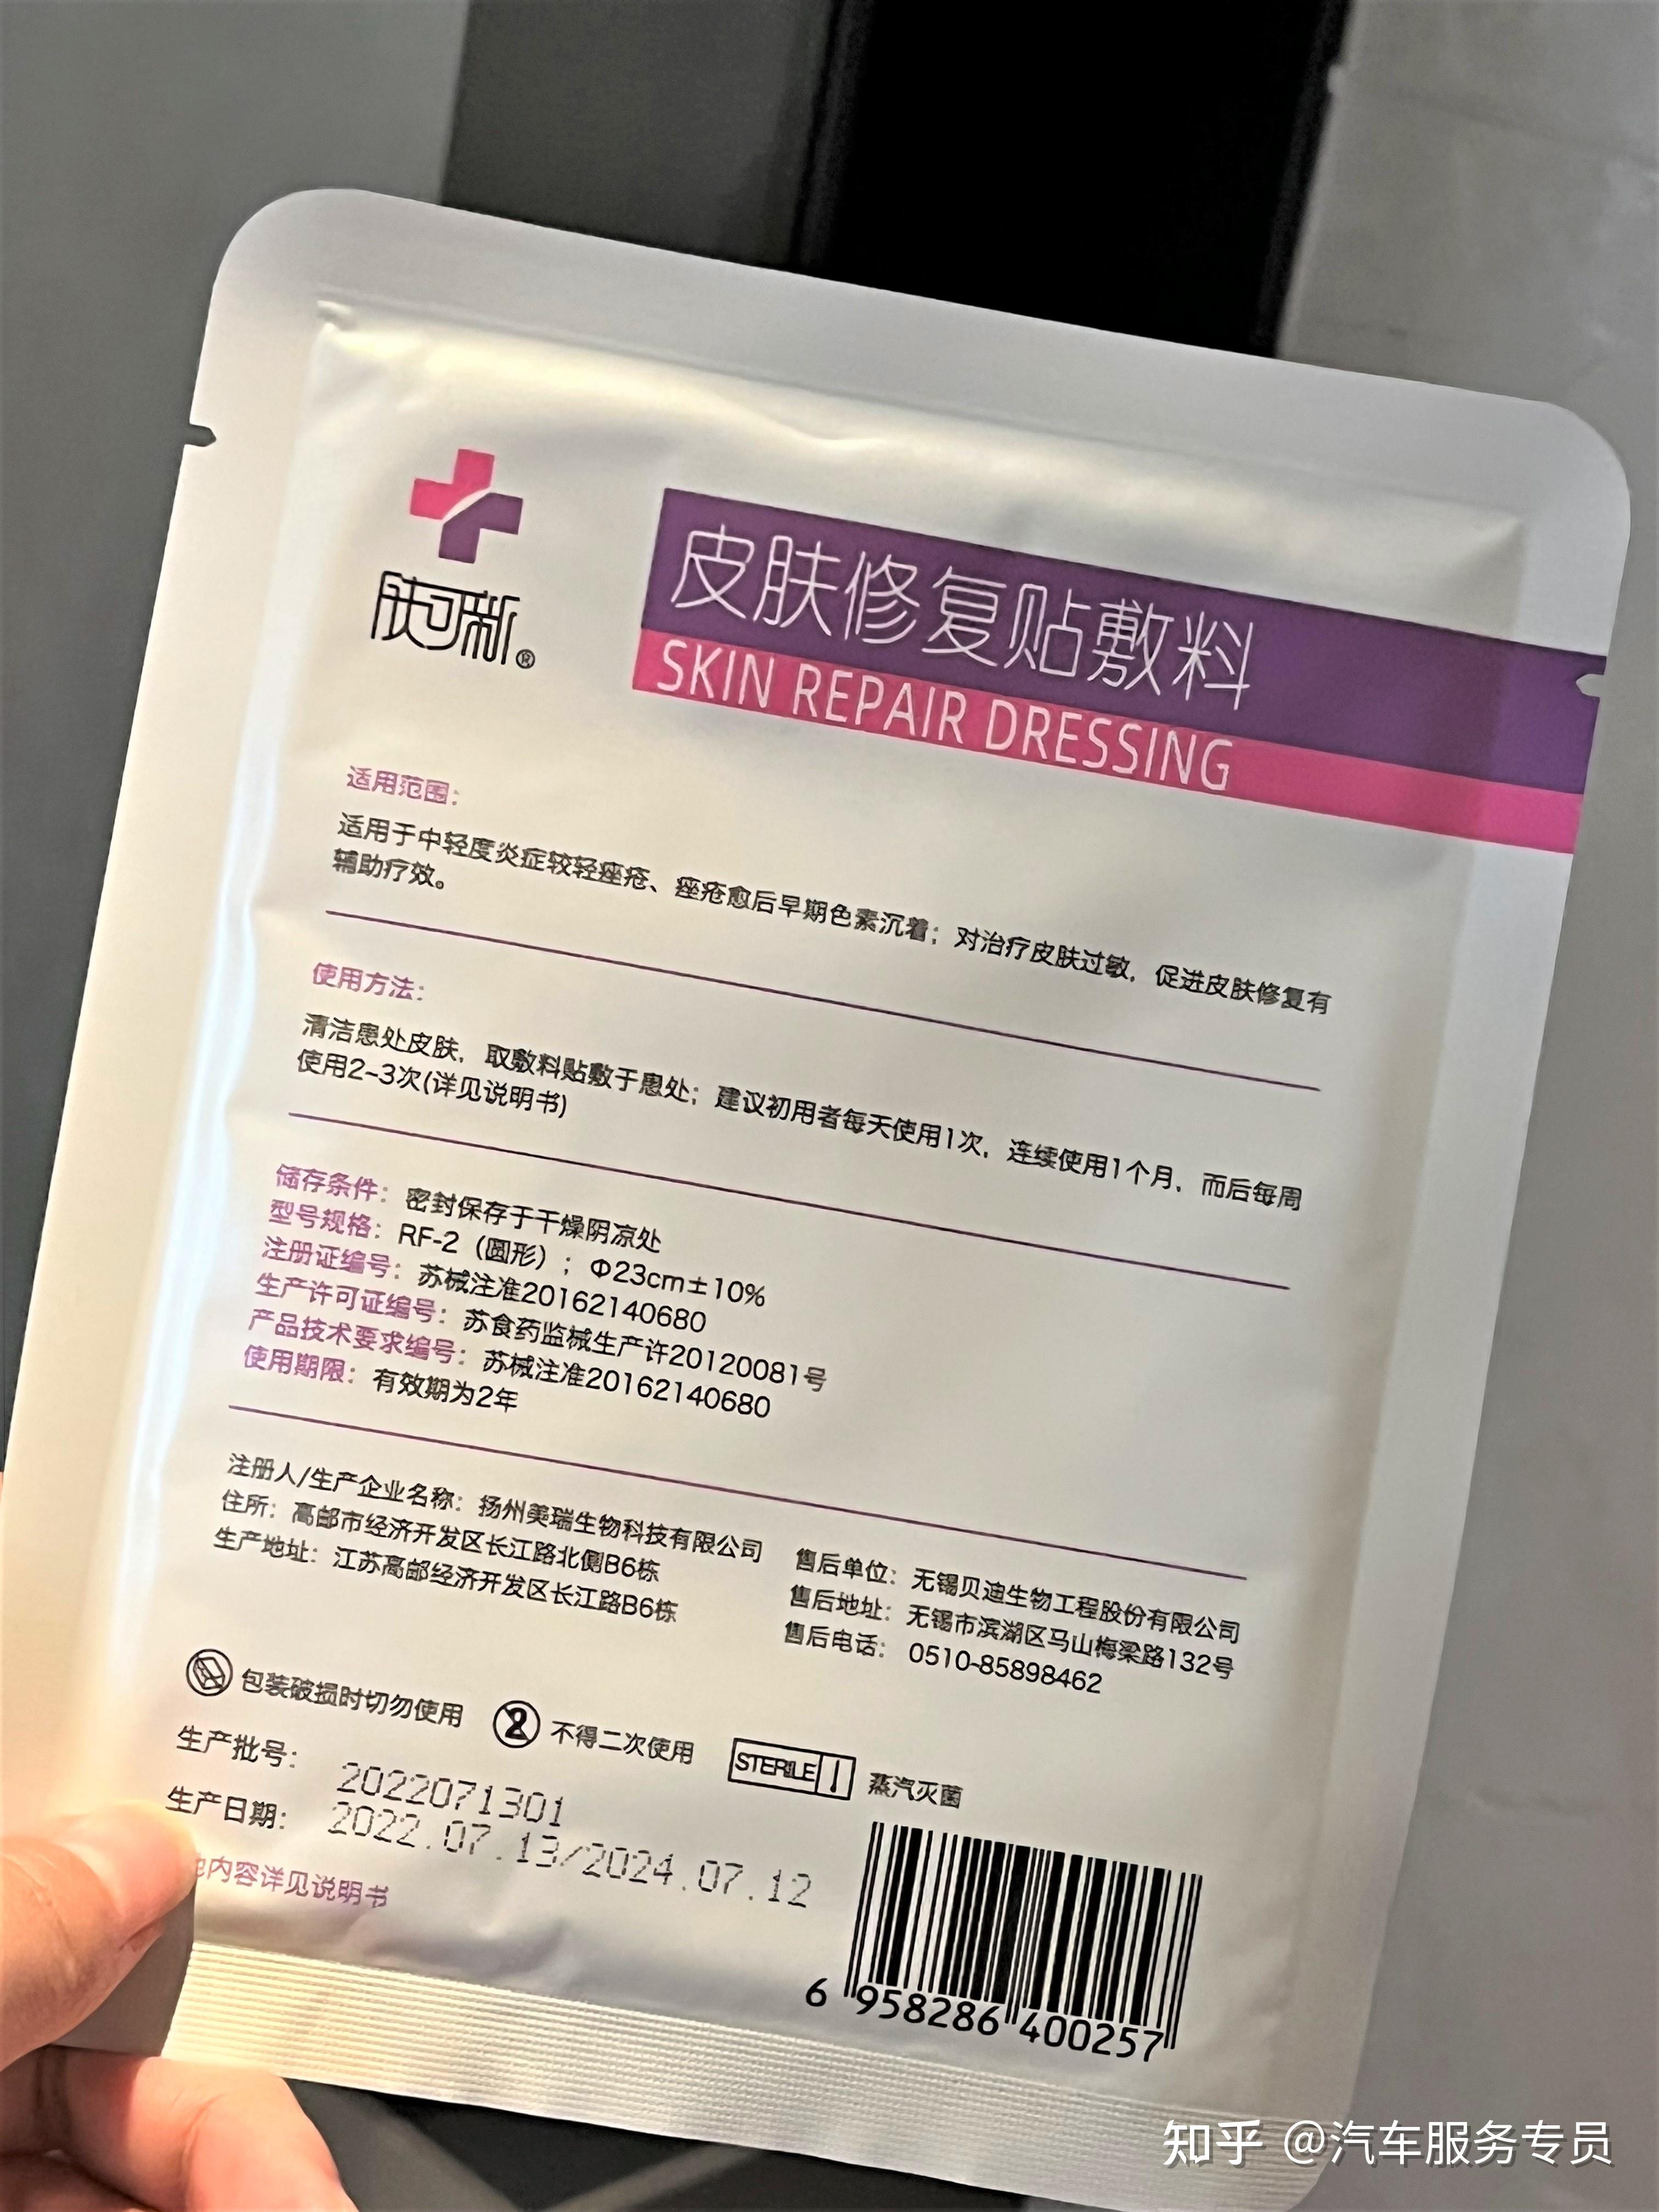 肤可新®
皮肤修复贴敷料
SKIN REPAIR DRESSING
适用范围：
适用于中轻度炎症较轻痤疮、痤疮愈后早期色素沉着；对治疗皮肤过敏，促进皮肤修复有
辅助疗效。
使用方法：
清洁患处皮肤，取敷料贴敷于患处；建议初用者每天使用1次，连续使用1个月，而后每周
使用2-3次(详见说明书)
储存条件：密封保存于干燥阴凉处
型号规格：RF-2（圆形）；Φ23cm±10%
注册证编号：苏械注准20162140680
生产许可证编号：苏食药监械生产许20120081号
产品技术要求编号：苏械注准20162140680
使用期限：有效期为2年
注册人/生产企业名称：扬州美瑞生物科技有限公司
住所：高邮市经济开发区长江路北侧B6栋
生产地址：江苏高邮经济开发区长江路B6栋
售后单位：无锡贝迪生物工程股份有限公司
售后地址：无锡市滨湖区马山梅梁路132号
售后电话：0510-85898462
包装破损时切勿使用
2 不得二次使用
STERILE 蒸汽灭菌
生产批号：2022071301
生产日期：2022.07.13/2024.07.12
内容详见说明书
6 958286 400257
知乎 @汽车服务专员